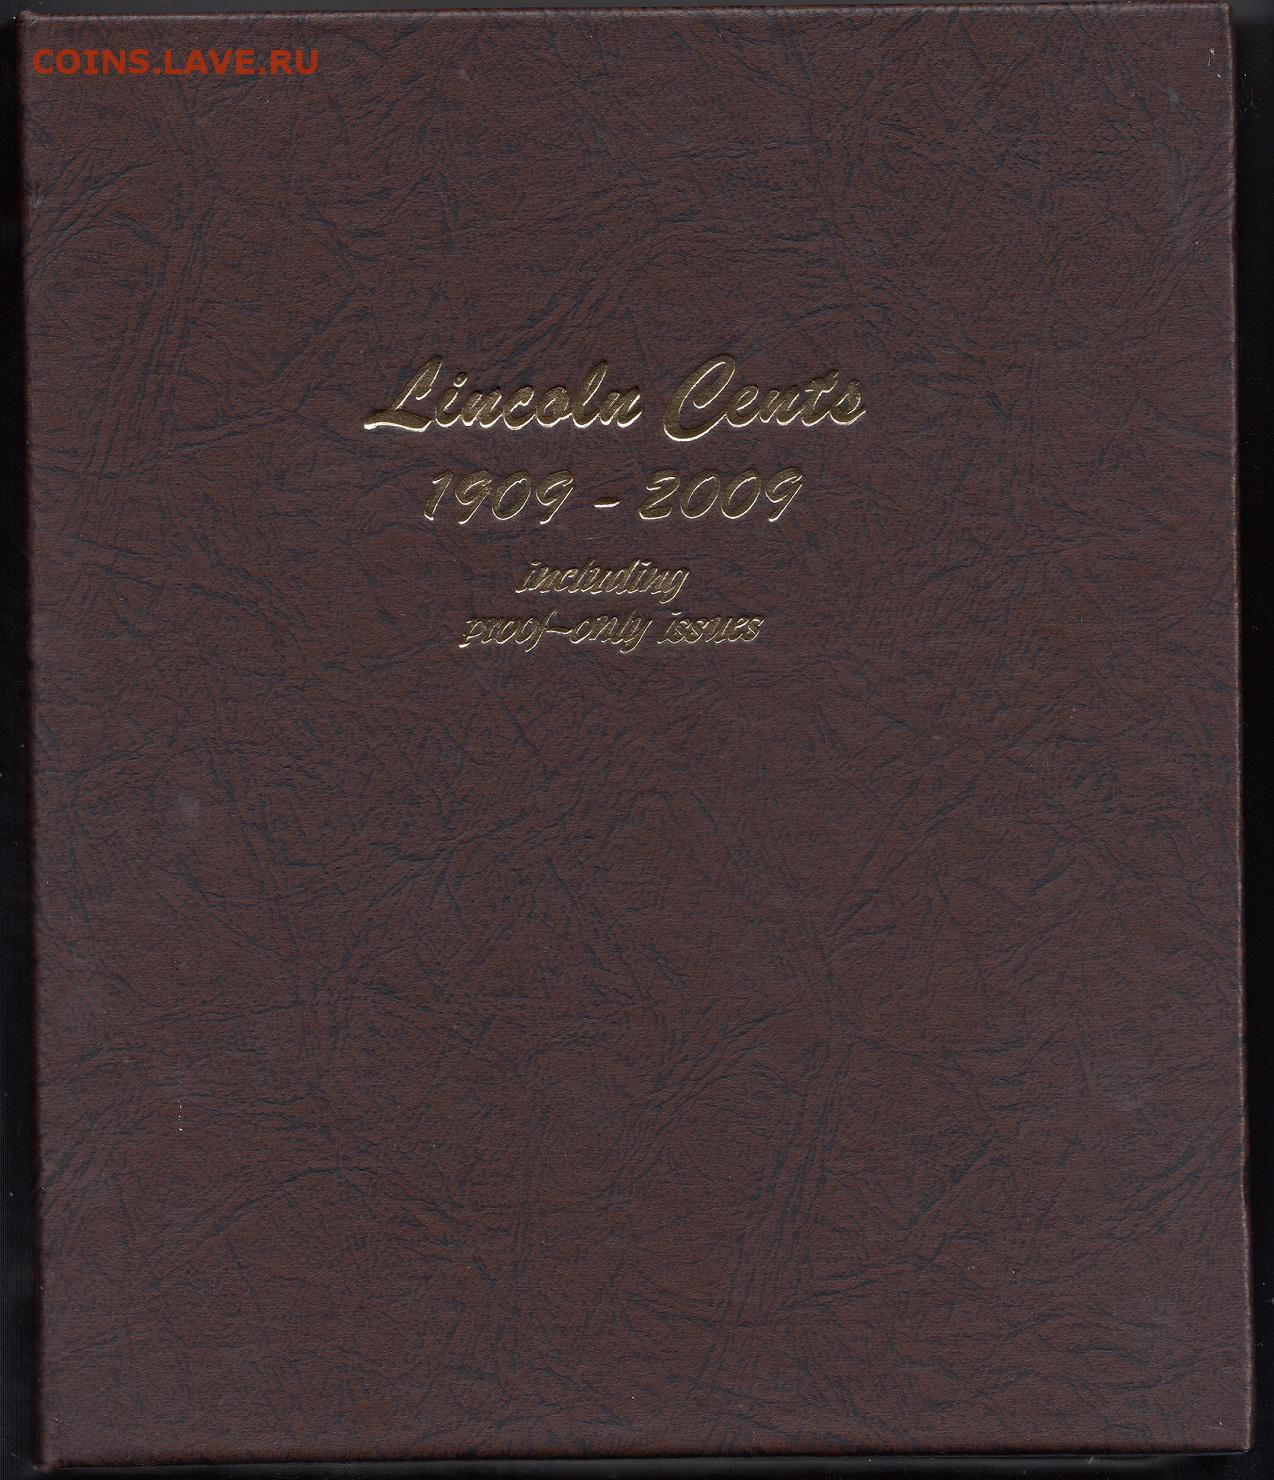 COINS.LAVE.RU
Lincoln Cents
1909 - 2009
including
proof-only issues